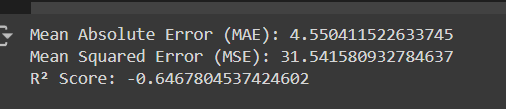 Mean Absolute Error (MAE): 4.550411522633745
Mean Squared Error (MSE): 31.541580932784637
R² Score: -0.6467804537424602